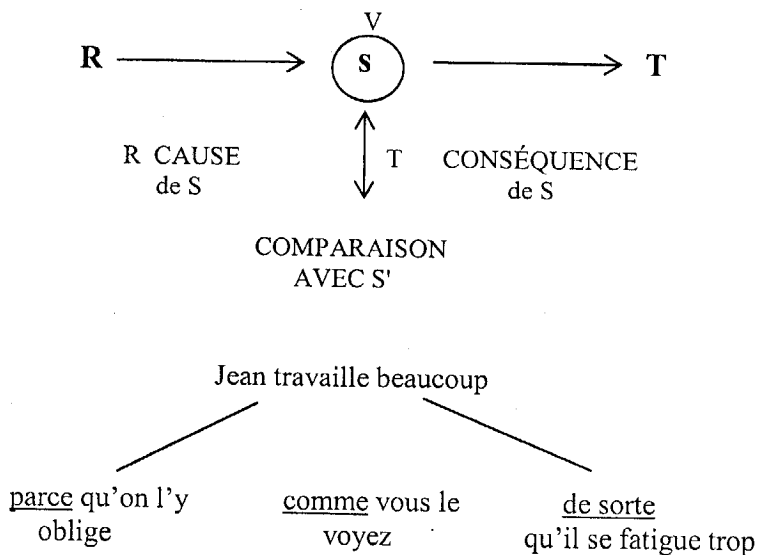 V
R S T
R CAUSE T CONSÉQUENCE
de S de S
COMPARAISON
AVEC S'
Jean travaille beaucoup
parce qu'on l'y comme vous le de sorte
oblige voyez qu'il se fatigue trop